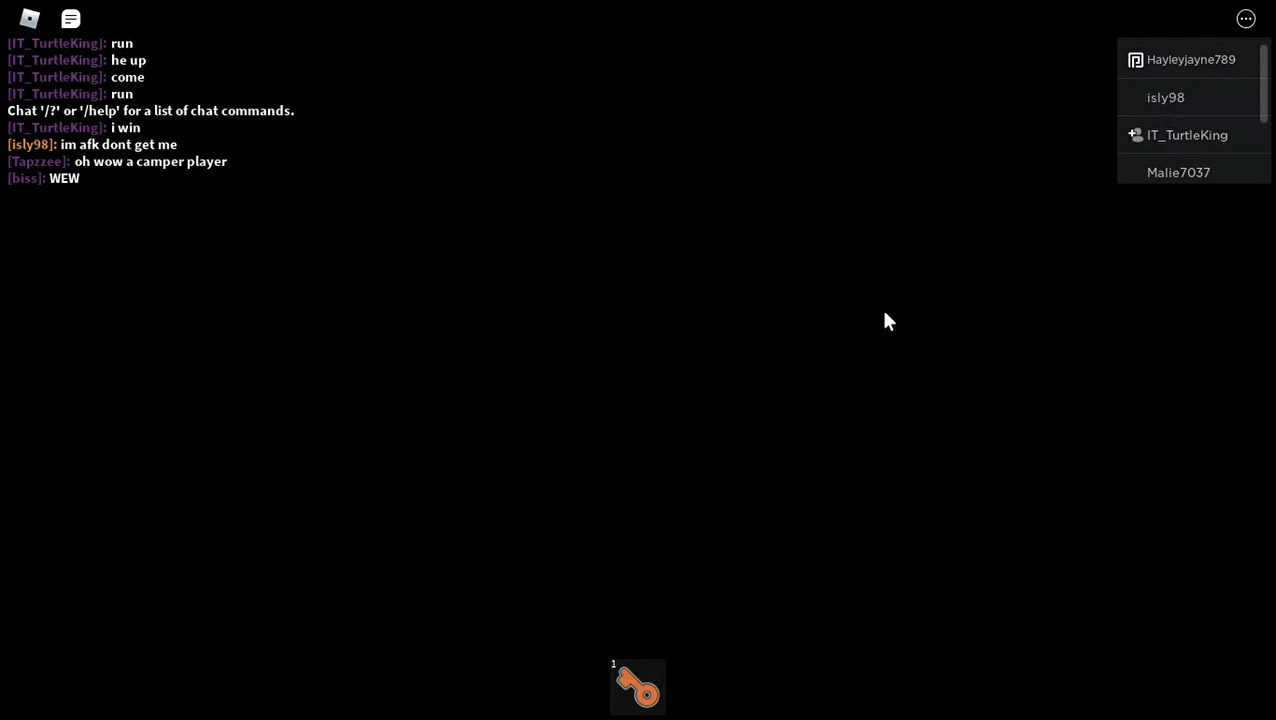 [IT_TurtleKing]: run
[IT_TurtleKing]: he up
[IT_TurtleKing]: come
[IT_TurtleKing]: run
Chat '/?' or '/help' for a list of chat commands.
[IT_TurtleKing]: i win
[isly98]: im afk dont get me
[Tapzzee]: oh wow a camper player
[biss]: WEW
Hayleyjayne789
isly98
IT_TurtleKing
Malie7037
1